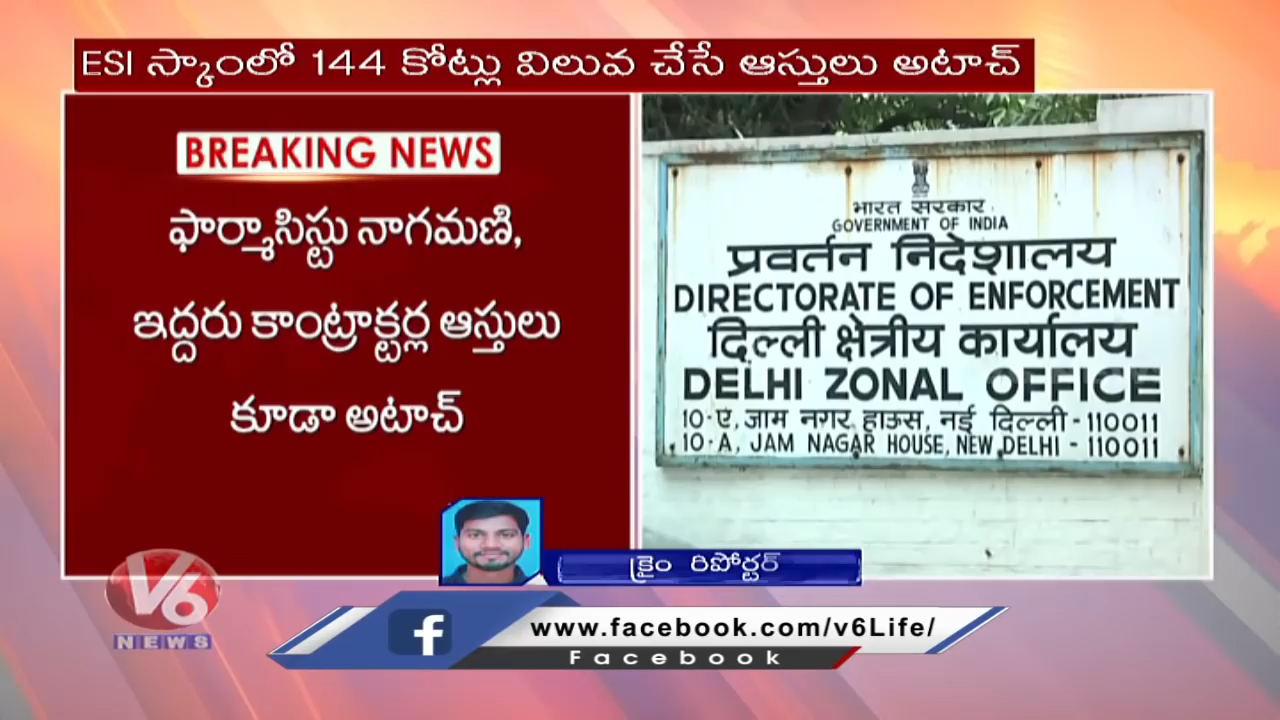 ESI స్కాంలో 144 కోట్లు విలువ చేసే ఆస్తులు అటాచ్
BREAKING NEWS
ఫార్మాసిస్టు నాగమణి,
ఇద్దరు కాంట్రాక్టర్ల ఆస్తులు
కూడా అటాచ్
भारत सरकार
GOVERNMENT OF INDIA
प्रवर्तन निदेशालय
DIRECTORATE OF ENFORCEMENT
दिल्ली क्षेत्रीय कार्यालय
DELHI ZONAL OFFICE
10-ए, जाम नगर हाऊस, नई दिल्ली - 110011
10-A, JAM NAGAR HOUSE, NEW DELHI - 110011
క్రైం రిపోర్టర్
V6
NEWS
f
www.facebook.com/v6Life/
Facebook